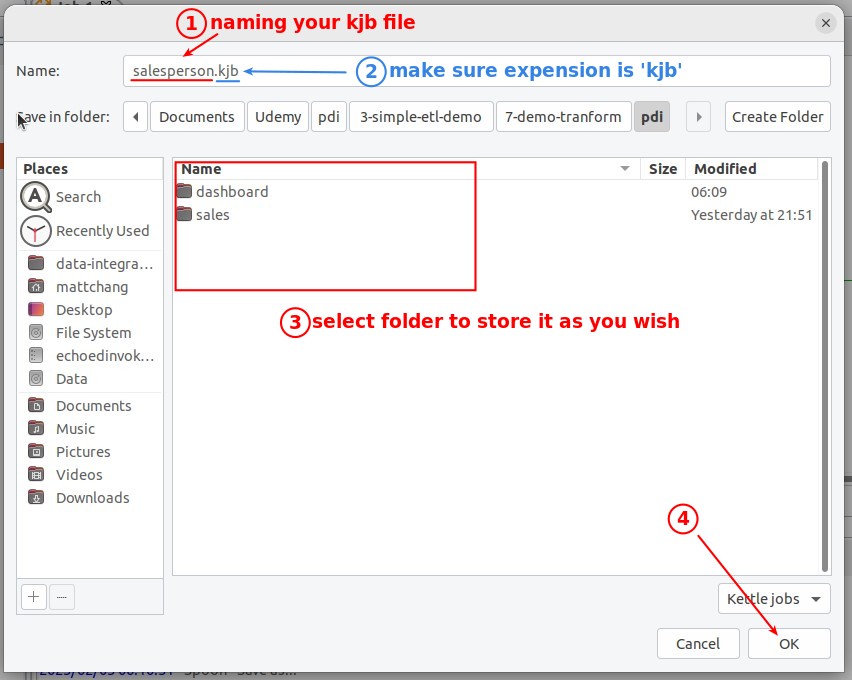 1 naming your kjb file
Name:
salesperson.kjb
2 make sure expension is 'kjb'
Save in folder:
Documents
Udemy
pdi
3-simple-etl-demo
7-demo-tranform
pdi
Create Folder
Places
Name
Size
Modified
Search
dashboard
06:09
sales
Yesterday at 21:51
Recently Used
data-integra...
mattchang
Desktop
File System
echoedinvok...
Data
Documents
Music
Pictures
Videos
Downloads
3 select folder to store it as you wish
4
Kettle jobs
Cancel
OK